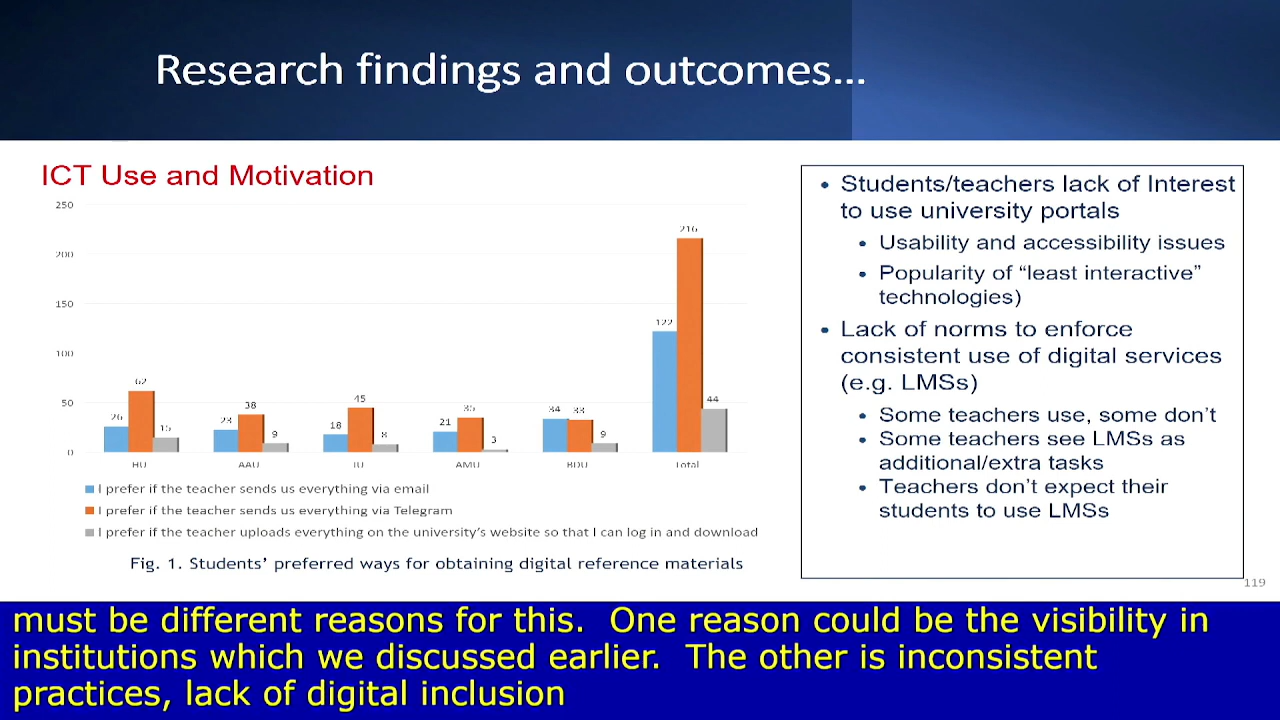 Research findings and outcomes...
ICT Use and Motivation
250
200
150
100
50
0
26
62
15
23
38
9
18
45
8
21
35
3
34
33
9
122
216
44
HU
AAU
JU
AMU
BDU
Total
I prefer if the teacher sends us everything via email
I prefer if the teacher sends us everything via Telegram
I prefer if the teacher uploads everything on the university's website so that I can log in and download
Fig. 1. Students' preferred ways for obtaining digital reference materials
• Students/teachers lack of Interest
to use university portals
• Usability and accessibility issues
• Popularity of “least interactive”
technologies)
• Lack of norms to enforce
consistent use of digital services
(e.g. LMSs)
• Some teachers use, some don't
• Some teachers see LMSs as
additional/extra tasks
• Teachers don't expect their
students to use LMSs
119
must be different reasons for this.  One reason could be the visibility in
institutions which we discussed earlier.  The other is inconsistent
practices, lack of digital inclusion